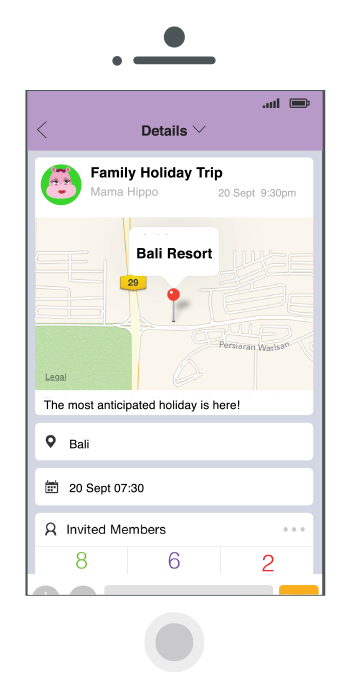 Details
Family Holiday Trip
Mama Hippo
20 Sept 9:30pm
Bali Resort
29
Persiaran Warisan
Legal
The most anticipated holiday is here!
Bali
20 Sept 07:30
Invited Members
8 6 2